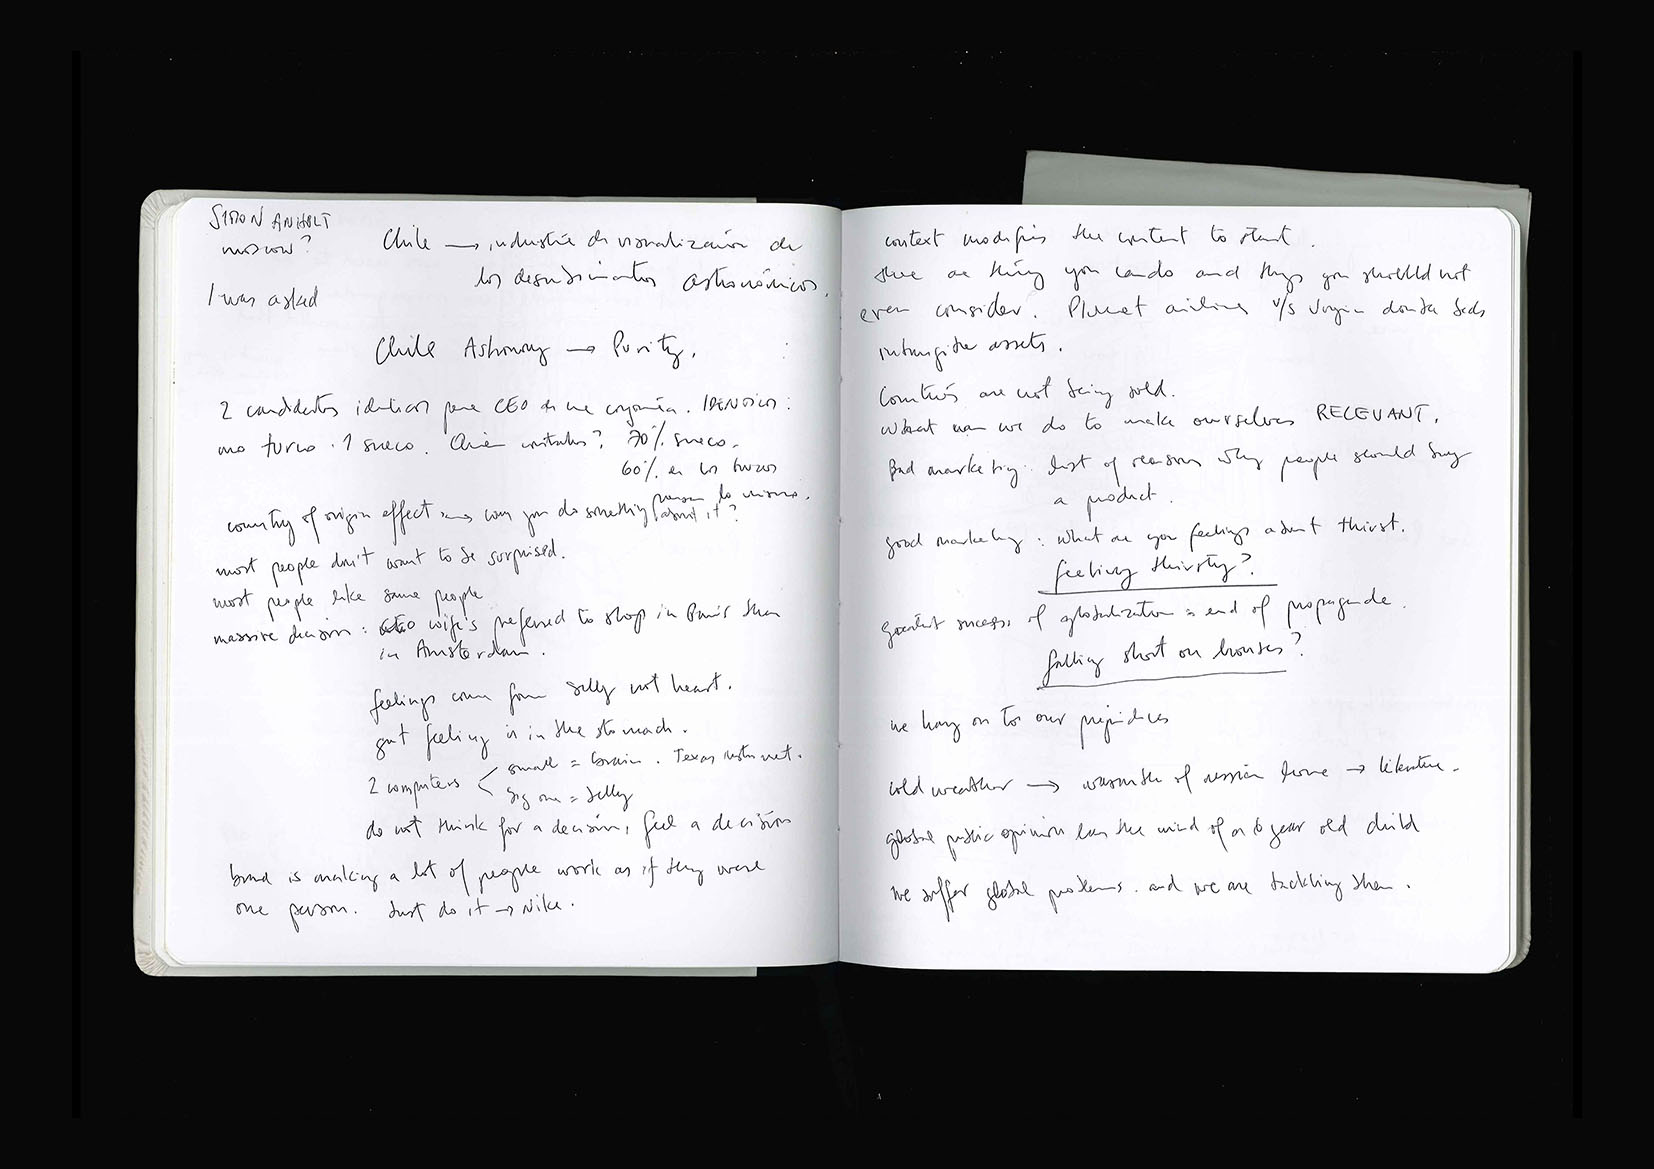 SIMON ANHOLT
moscow?
I was asked
Chile → industria de visualización de
los descubrimientos astronómicos.
Chile Astronomy → Purity.
2 candidatos idénticos para CEO de una compañía. IDENTICOS:
uno turco. 1 sueco. Quién contratas? 70% sueco.
60% en los turcos
piensan lo mismo.
country of origin effect → can you do something about it?
most people don't want to be surprised.
most people like same people
massive decision: CEO wife's preferred to shop in Paris than
in Amsterdam.
feelings come from belly not heart.
gut feeling is in the stomach.
2 computers < small = brain. Texas instrument.
big one = belly
do not think for a decision, feel a decision
brand is making a lot of people work as if they were
one person. Just do it → Nike.
context modifies the content to start.
there are things you can do and things you should not
even consider. airlines v/s Virgin
intangible assets.
Countries are not being sold.
What can we do to make ourselves RELEVANT.
Bad marketing: list of reasons why people should buy
a product.
good marketing: what are you feelings about thirst.
feeling thirsty?
greatest success of globalization = end of propaganda.
falling short on houses?
we hang on to our prejudices
cold weather → warmth of russian home → literature.
global public opinion has the mind of a 6 year old child
we suffer global problems. and we are tackling them.